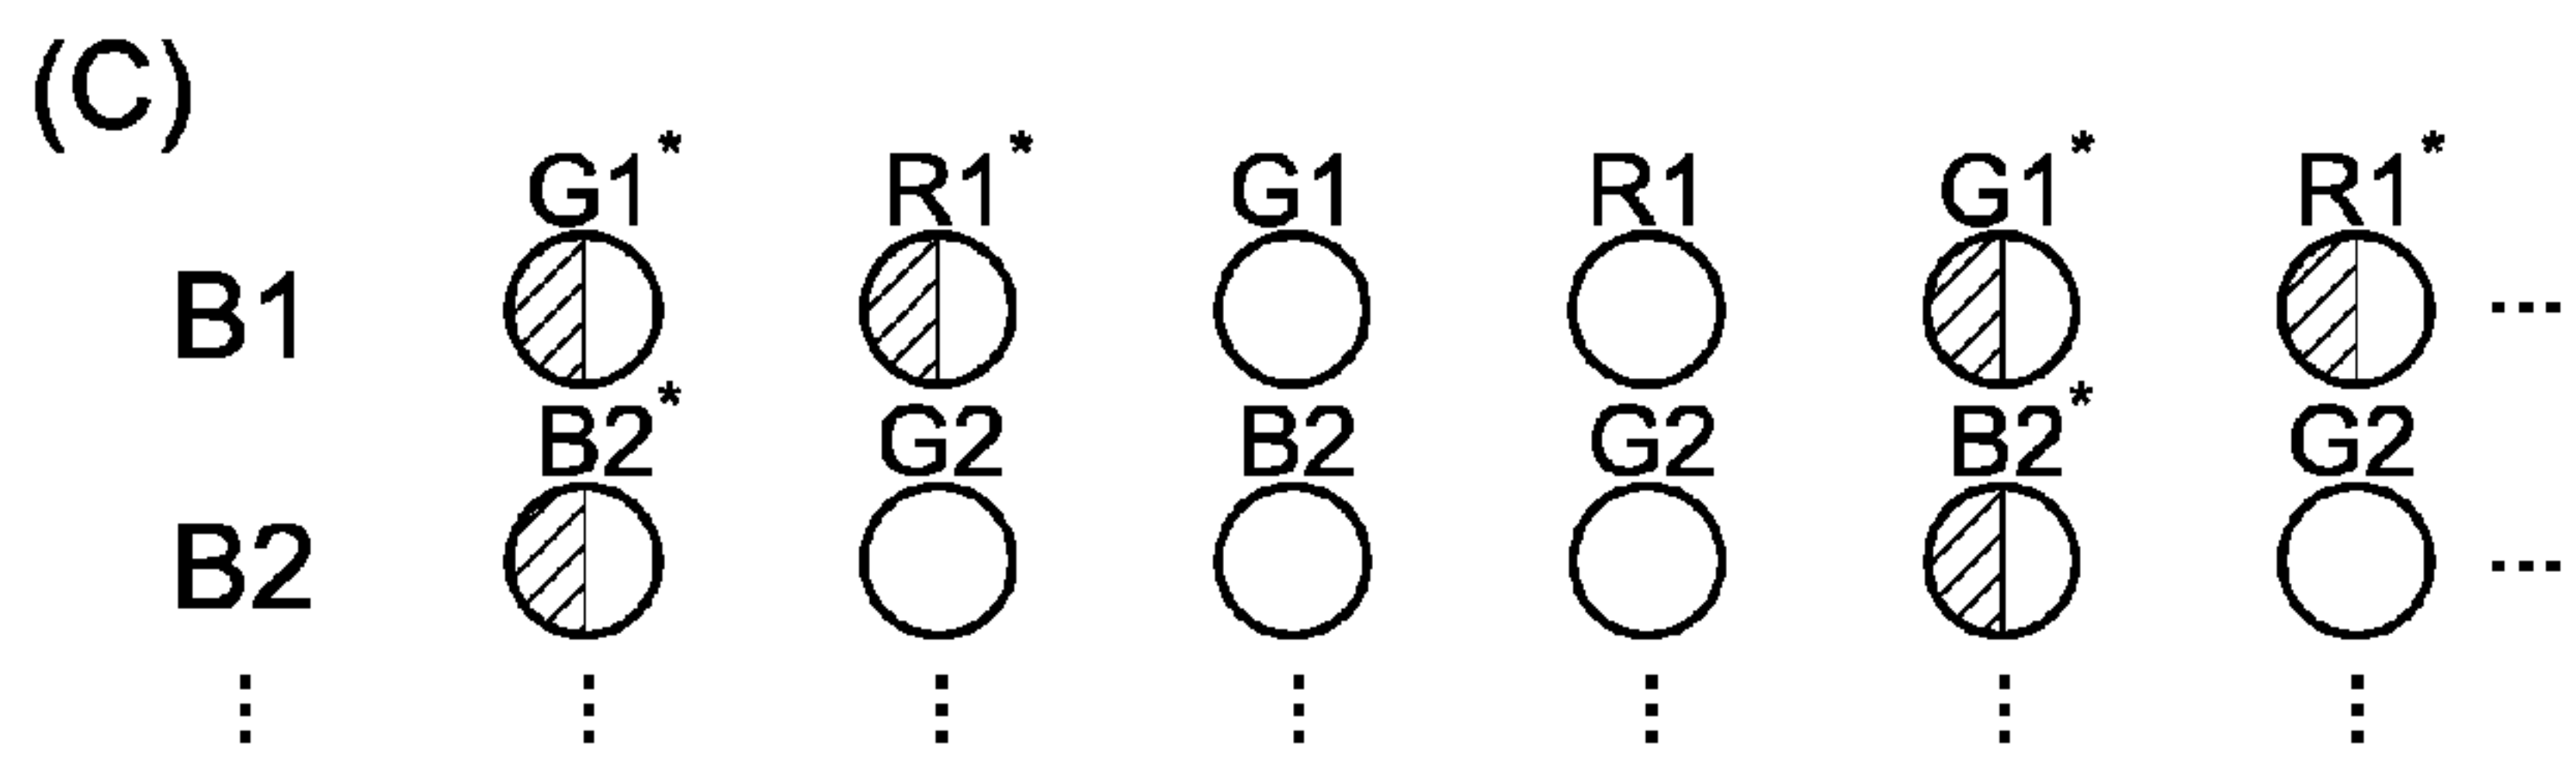 (C)
G1* R1* G1 R1 G1* R1*
B1 ...
B2* G2 B2 G2 B2* G2
B2 ...